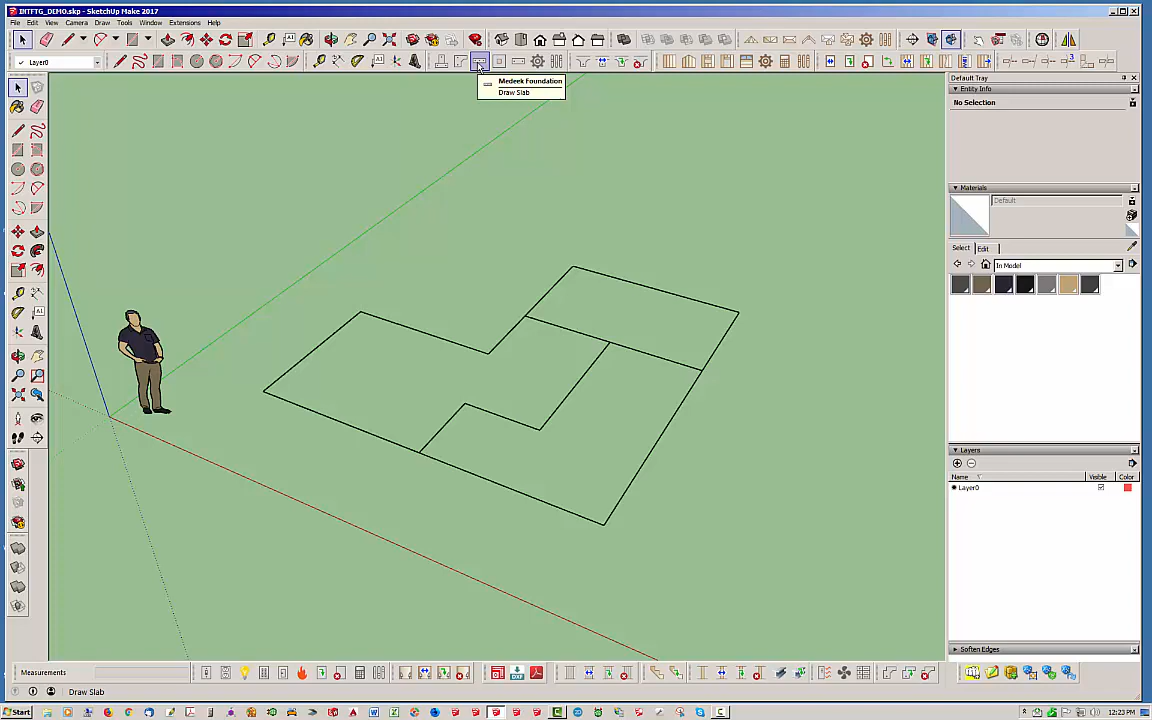 INTFTG_DEMO.skp - SketchUp Make 2017
File Edit View Camera Draw Tools Window Extensions Help
Layer0
Medeek Foundation
Draw Slab
Default Tray
Entity Info
No Selection
Materials
Default
Select Edit
In Model
Layers
Name Visible Color
Layer0
Soften Edges
Measurements
Draw Slab
Start
12:23 PM